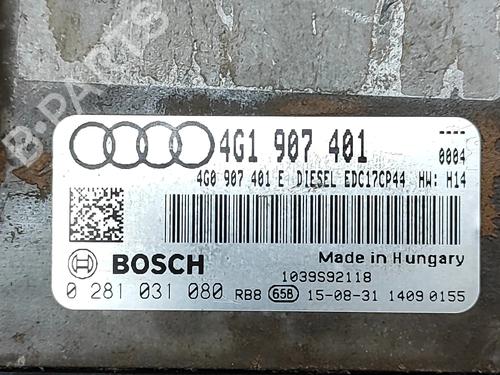 B-PARTS
4G1 907 401
----
0004
4G0 907 401 E DIESEL EDC17CP44 HW: H14
BOSCH
Made in Hungary
1039S92118
0 281 031 080 RB8 65B 15-08-31 1409 0155